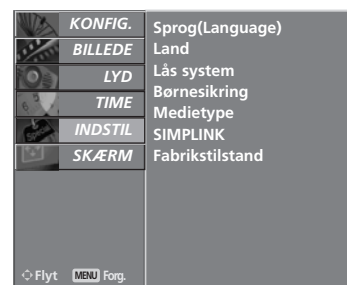 KONFIG.
BILLEDE
LYD
TIME
INDSTIL
SKÆRM
Sprog(Language)
Land
Lås system
Børnesikring
Medietype
SIMPLINK
Fabrikstilstand
Flyt MENU Forg.